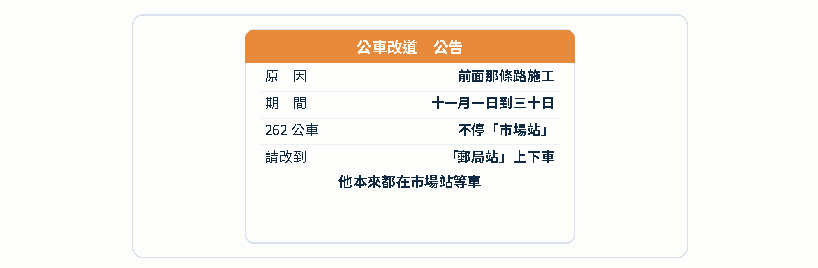 公車改道　公告
原　因　前面那條路施工
期　間　十一月一日到三十日
262 公車　不停「市場站」
請改到　「郵局站」上下車
他本來都在市場站等車